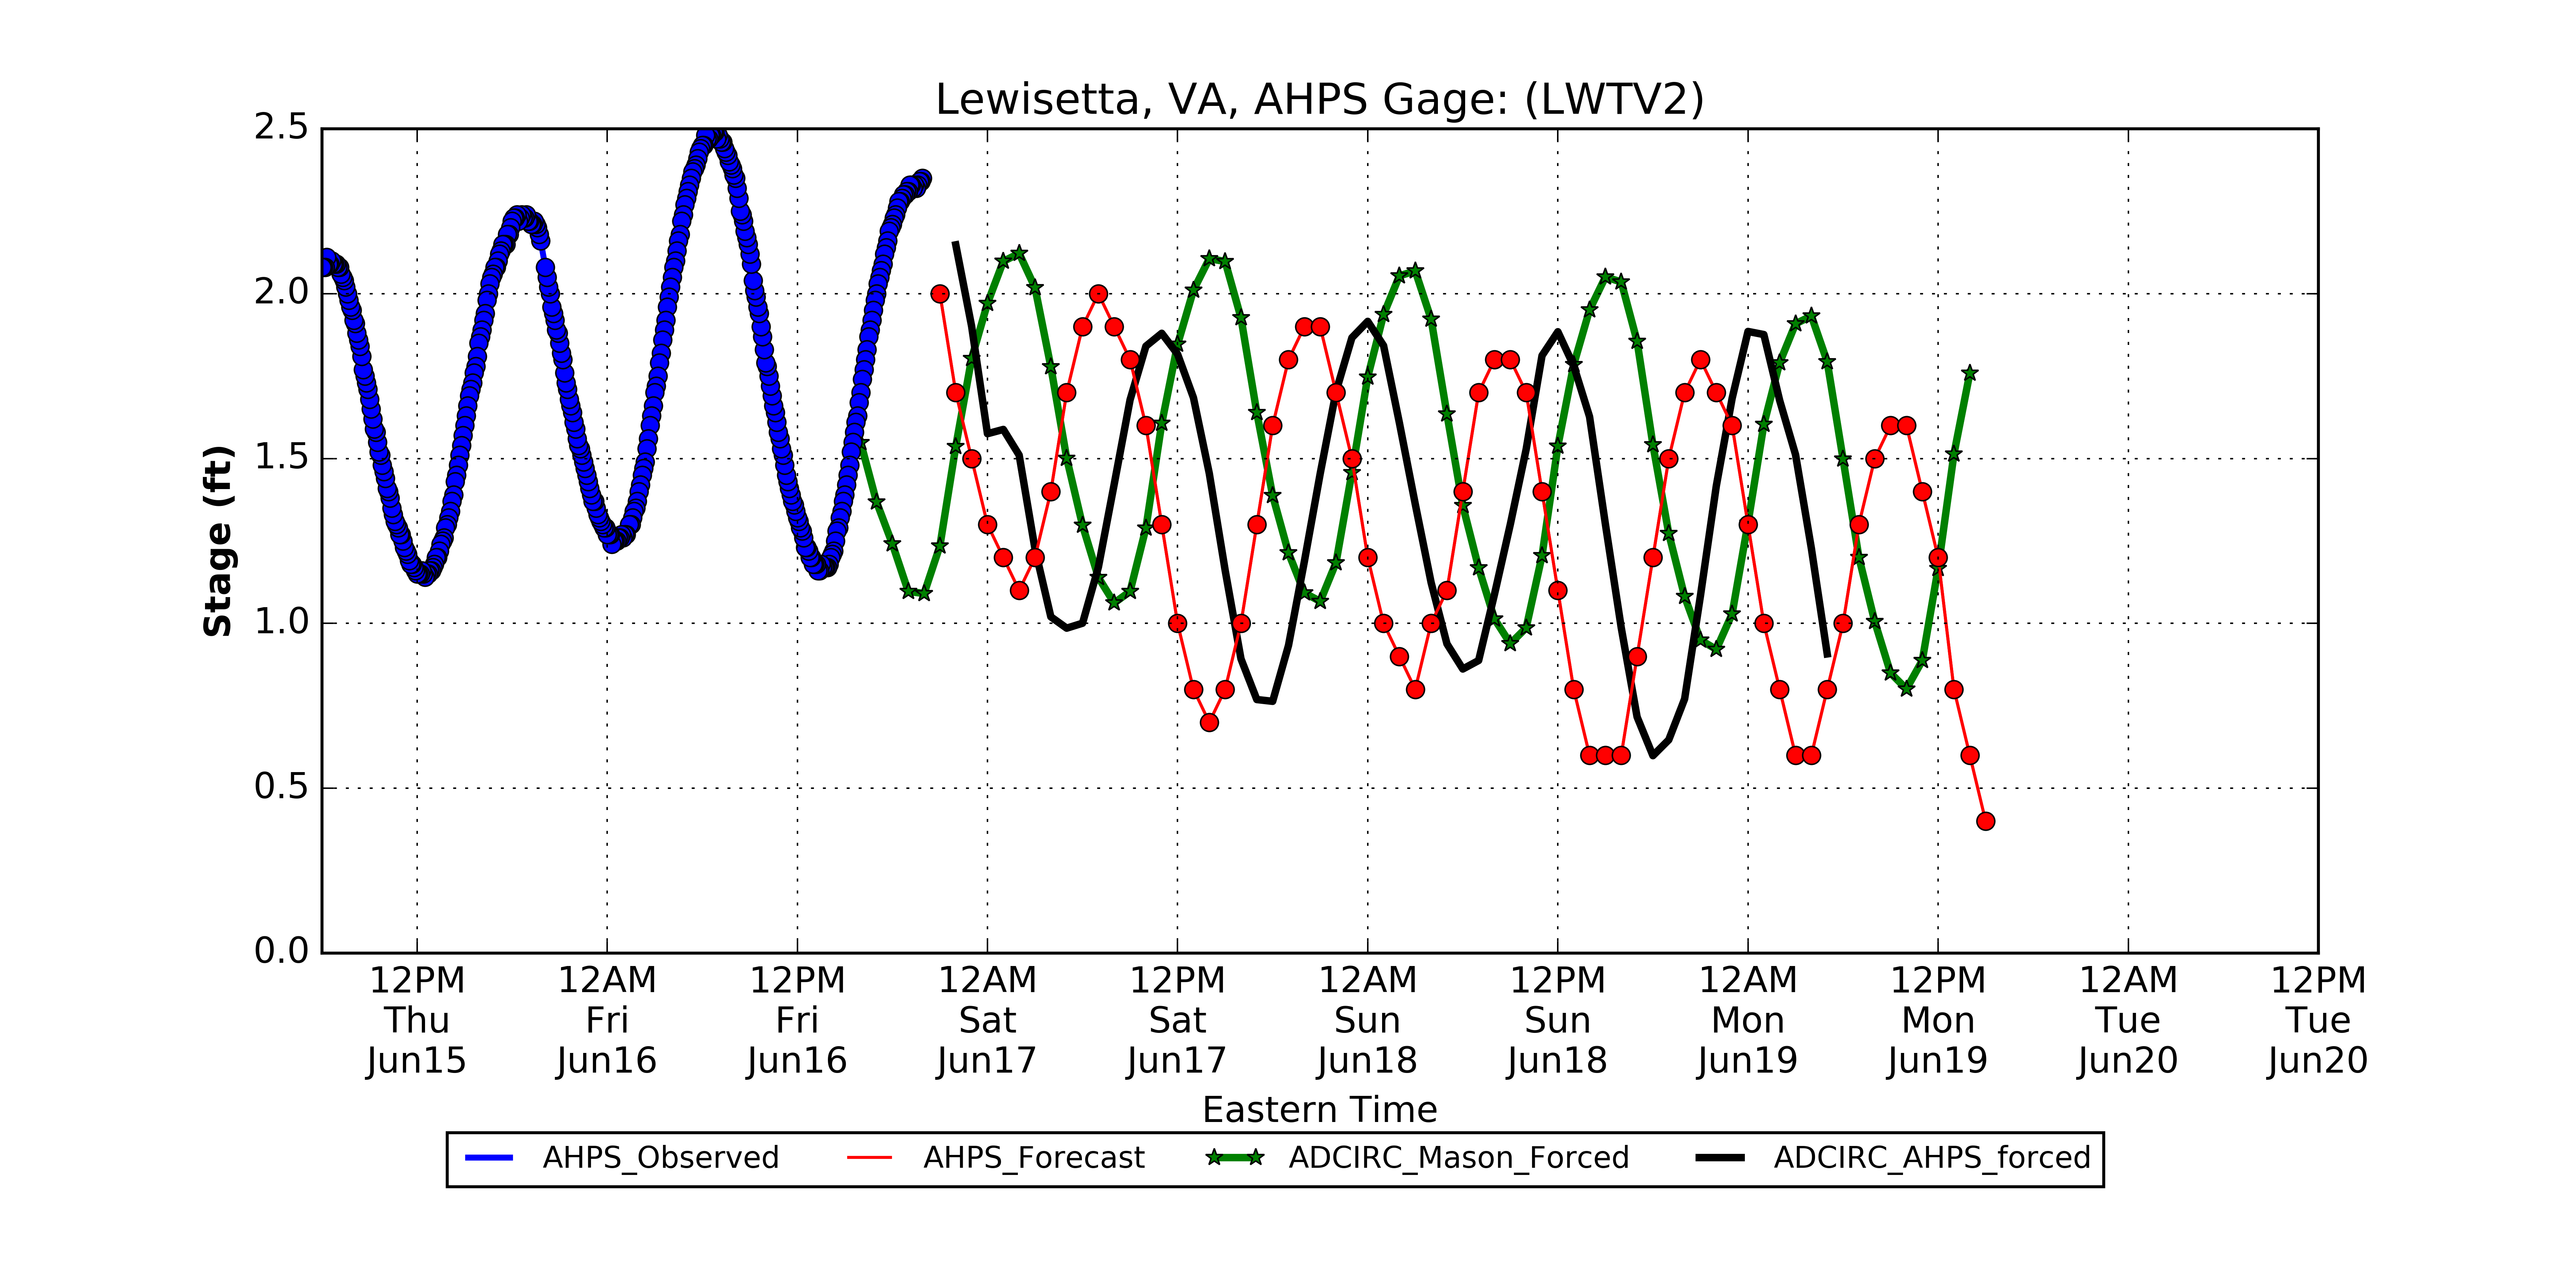 Lewisetta, VA, AHPS Gage: (LWTV2)
2.5
2.0
1.5
1.0
0.5
0.0
Stage (ft)
12PM 12AM 12PM 12AM 12PM 12AM 12PM 12AM 12PM 12AM 12PM
Thu Fri Fri Sat Sat Sun Sun Mon Mon Tue Tue
Jun15 Jun16 Jun16 Jun17 Jun17 Jun18 Jun18 Jun19 Jun19 Jun20 Jun20
Eastern Time
AHPS_Observed AHPS_Forecast ADCIRC_Mason_Forced ADCIRC_AHPS_forced